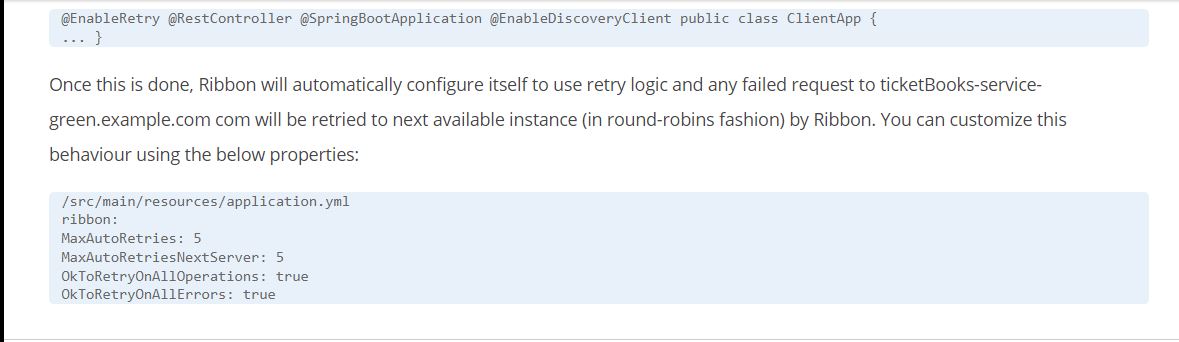 @EnableRetry @RestController @SpringBootApplication @EnableDiscoveryClient public class ClientApp {
... }
Once this is done, Ribbon will automatically configure itself to use retry logic and any failed request to ticketBooks-service-
green.example.com com will be retried to next available instance (in round-robins fashion) by Ribbon. You can customize this
behaviour using the below properties:
/src/main/resources/application.yml
ribbon:
MaxAutoRetries: 5
MaxAutoRetriesNextServer: 5
OkToRetryOnAllOperations: true
OkToRetryOnAllErrors: true